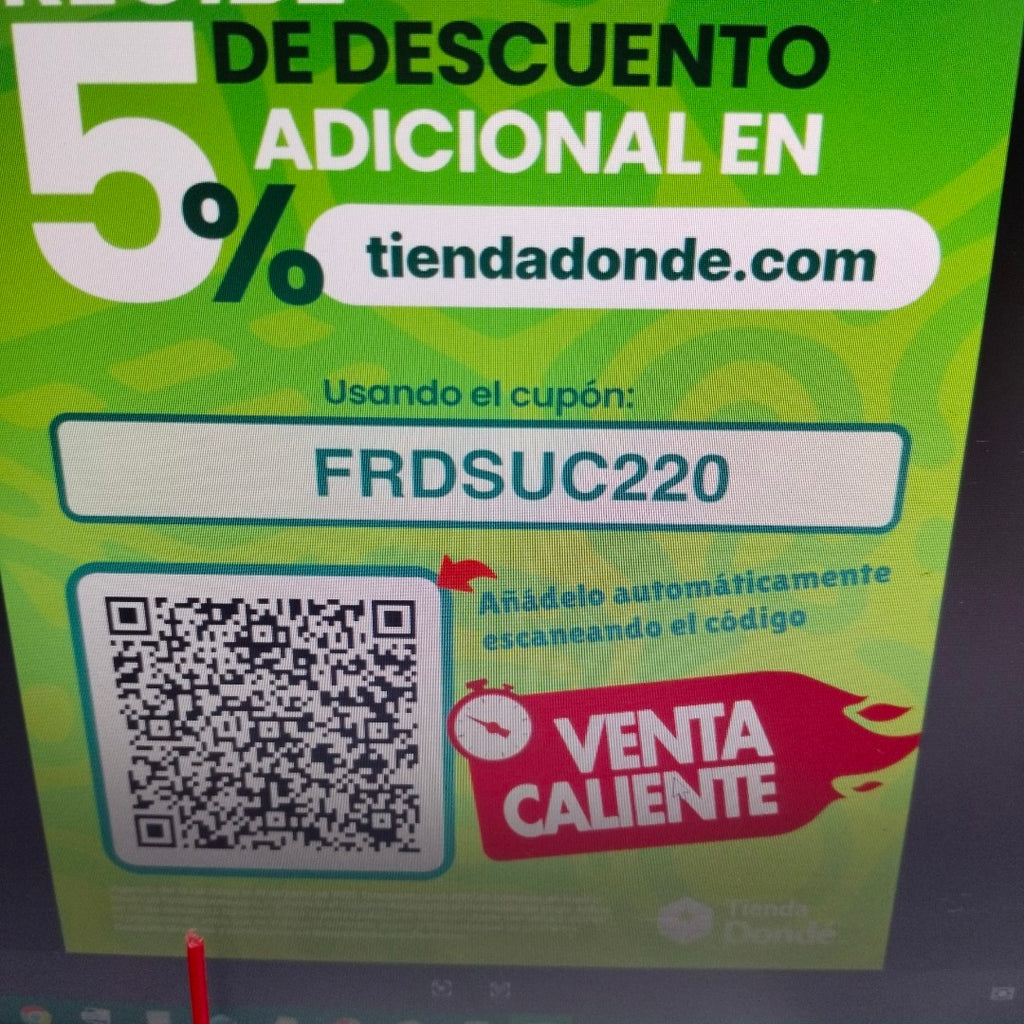 5%
DE DESCUENTO
ADICIONAL EN
tiendadonde.com
Usando el cupón:
FRDSUC220
Añádelo automáticamente
escaneando el código
VENTA
CALIENTE
Tienda
Dondé